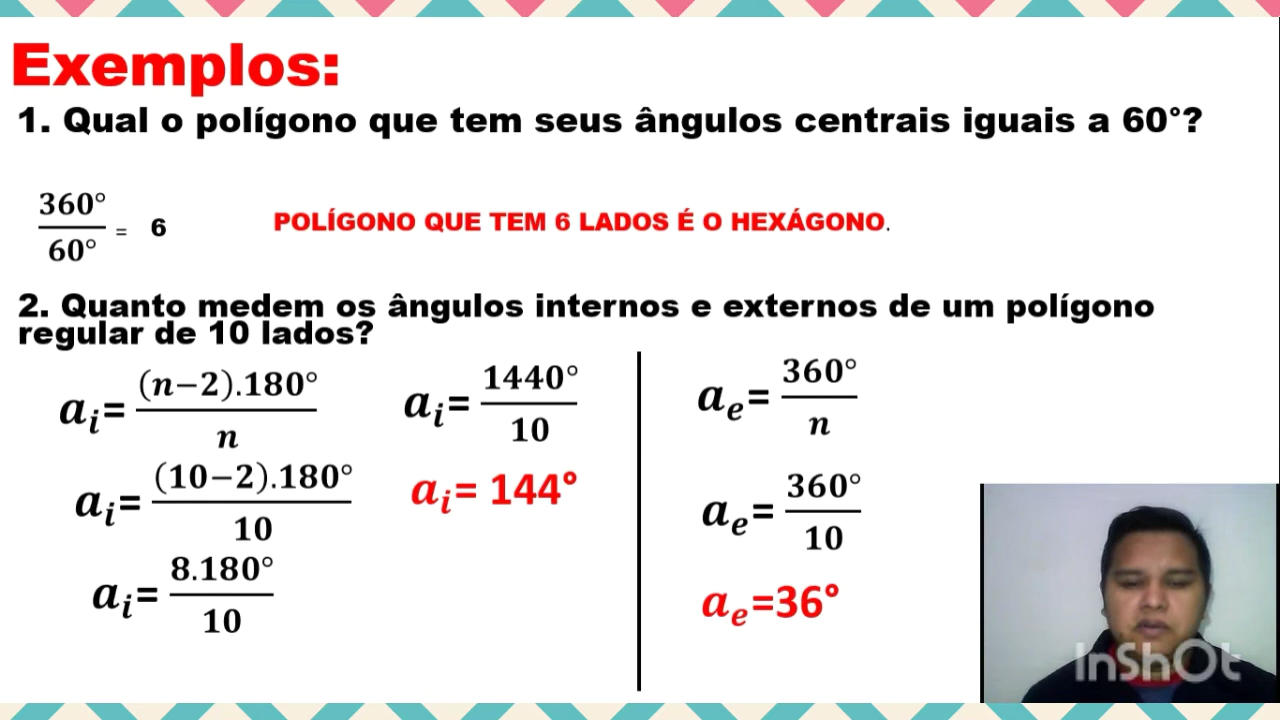 Exemplos:
1. Qual o polígono que tem seus ângulos centrais iguais a 60°?
360°/60° = 6
POLÍGONO QUE TEM 6 LADOS É O HEXÁGONO.
2. Quanto medem os ângulos internos e externos de um polígono
regular de 10 lados?
aᵢ= (n−2).180°/n
aᵢ= (10−2).180°/10
aᵢ= 8.180°/10
aᵢ= 1440°/10
aᵢ= 144°
aₑ= 360°/n
aₑ= 360°/10
aₑ=36°
InShOt